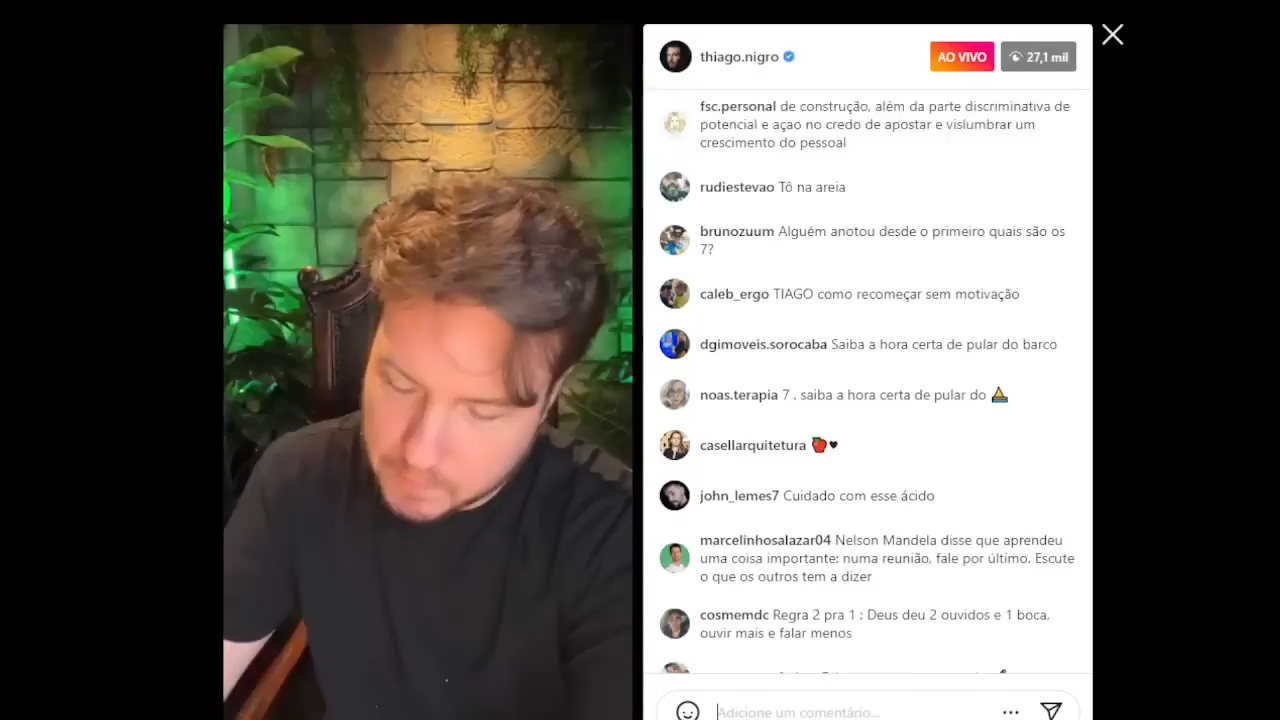 thiago.nigro
AO VIVO
27,1 mil
fsc.personal de construção, além da parte discriminativa de
potencial e açao no credo de apostar e vislumbrar um
crescimento do pessoal
rudiestevao Tô na areia
brunozuum Alguém anotou desde o primeiro quais são os
7?
caleb_ergo TIAGO como recomeçar sem motivação
dgimoveis.sorocaba Saiba a hora certa de pular do barco
noas.terapia 7 . saiba a hora certa de pular do ⛵
casellarquitetura 🍎🖤
john_lemes7 Cuidado com esse ácido
marcelinhosalazar04 Nelson Mandela disse que aprendeu
uma coisa importante: numa reunião, fale por último. Escute
o que os outros tem a dizer
cosmemdc Regra 2 pra 1 : Deus deu 2 ouvidos e 1 boca,
ouvir mais e falar menos
Adicione um comentário...